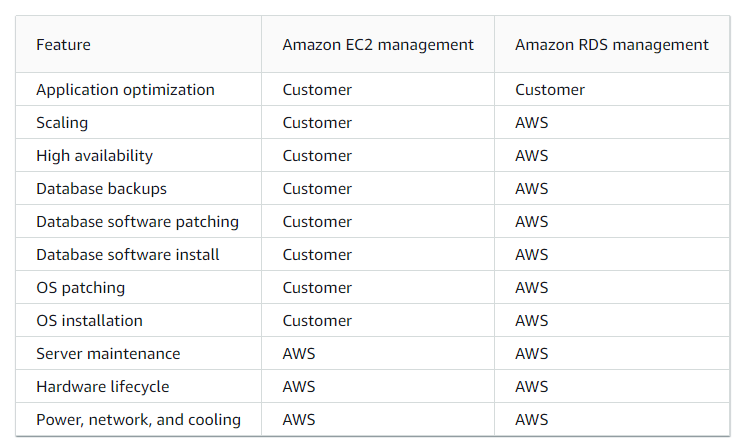 Feature Amazon EC2 management Amazon RDS management
Application optimization Customer Customer
Scaling Customer AWS
High availability Customer AWS
Database backups Customer AWS
Database software patching Customer AWS
Database software install Customer AWS
OS patching Customer AWS
OS installation Customer AWS
Server maintenance AWS AWS
Hardware lifecycle AWS AWS
Power, network, and cooling AWS AWS